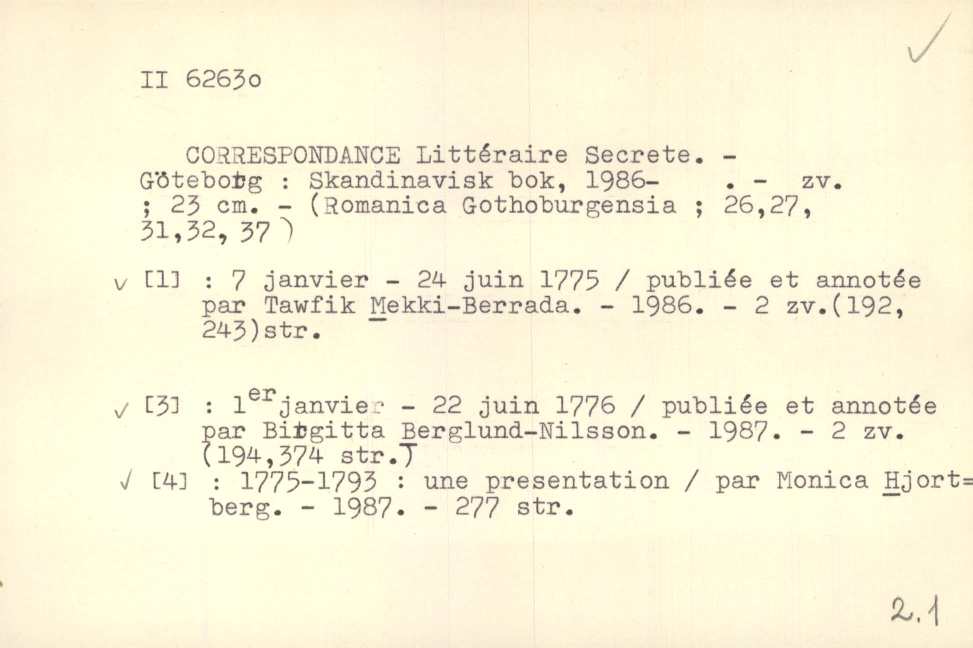 II 62630
CORRESPONDANCE Littéraire Secrete. -
Göteborg : Skandinavisk bok, 1986-    . -  zv.
; 23 cm. - (Romanica Gothoburgensia ; 26,27,
31,32, 37 )
✓ [1] : 7 janvier - 24 juin 1775 / publiée et annotée
par Tawfik Mekki-Berrada. - 1986. - 2 zv.(192,
243)str.
✓ [3] : 1er janvier - 22 juin 1776 / publiée et annotée
par Birgitta Berglund-Nilsson. - 1987. - 2 zv.
(194,374 str.)
✓ [4] : 1775-1793 : une presentation / par Monica Hjort=
berg. - 1987. - 277 str.
2.1